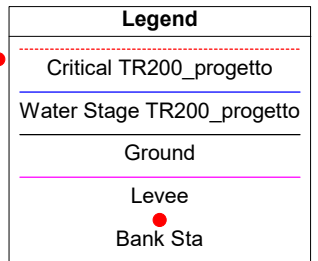 Legend
Critical TR200_progetto
Water Stage TR200_progetto
Ground
Levee
Bank Sta